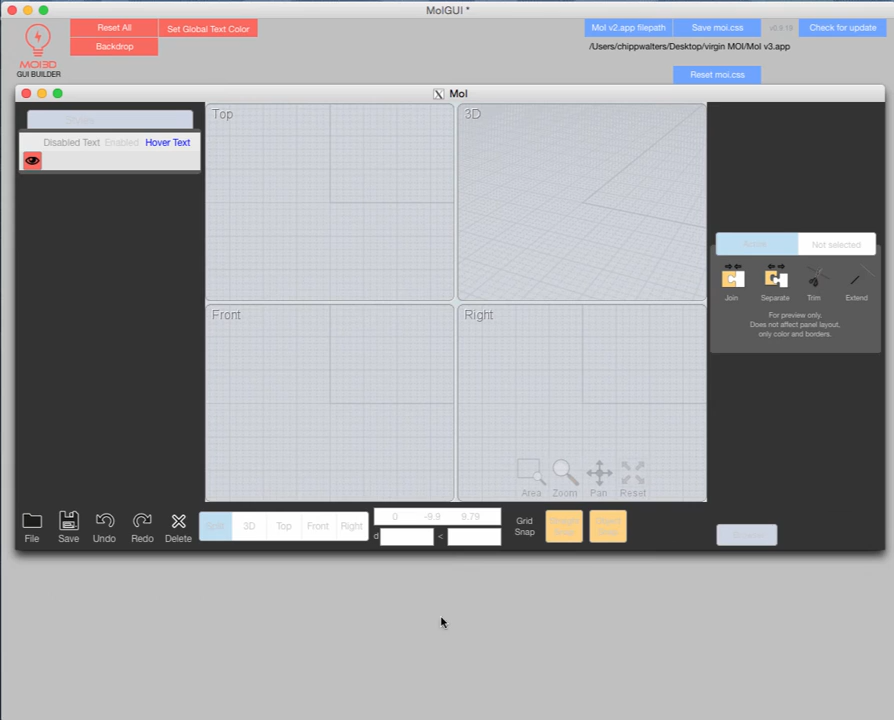 MoIGUI *
Reset All
Set Global Text Color
Backdrop
MOI3D
GUI BUILDER
MoI v2.app filepath
Save moi.css
v0.9.19
Check for update
/Users/chippwalters/Desktop/virgin MOI/MoI v3.app
Reset moi.css
MoI
Disabled Text Enabled Hover Text
Top
3D
Front
Right
Not selected
Join Separate Trim Extend
For preview only.
Does not affect panel layout,
only color and borders.
Area Zoom Pan Reset
File Save Undo Redo Delete
3D Top Front Right
0 -9.9 9.79
d <
Grid
Snap